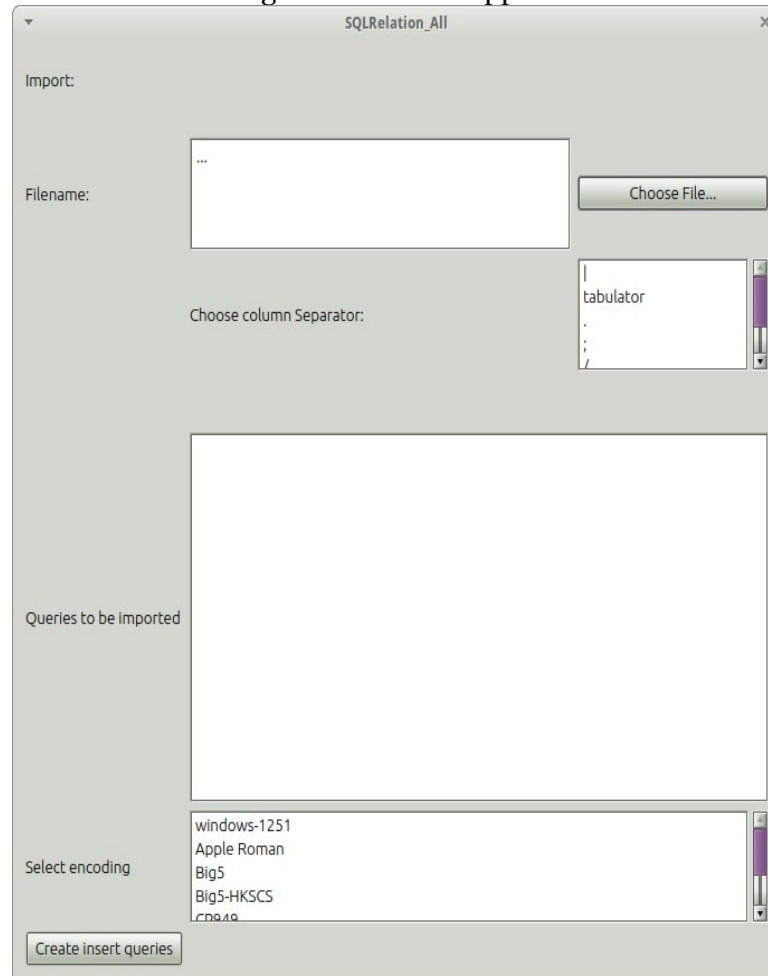 SQLRelation_All
Import:
...
Filename:
Choose File...
|
tabulator
Choose column Separator:
.
;
/
Queries to be imported
windows-1251
Apple Roman
Select encoding
Big5
Big5-HKSCS
CP949
Create insert queries